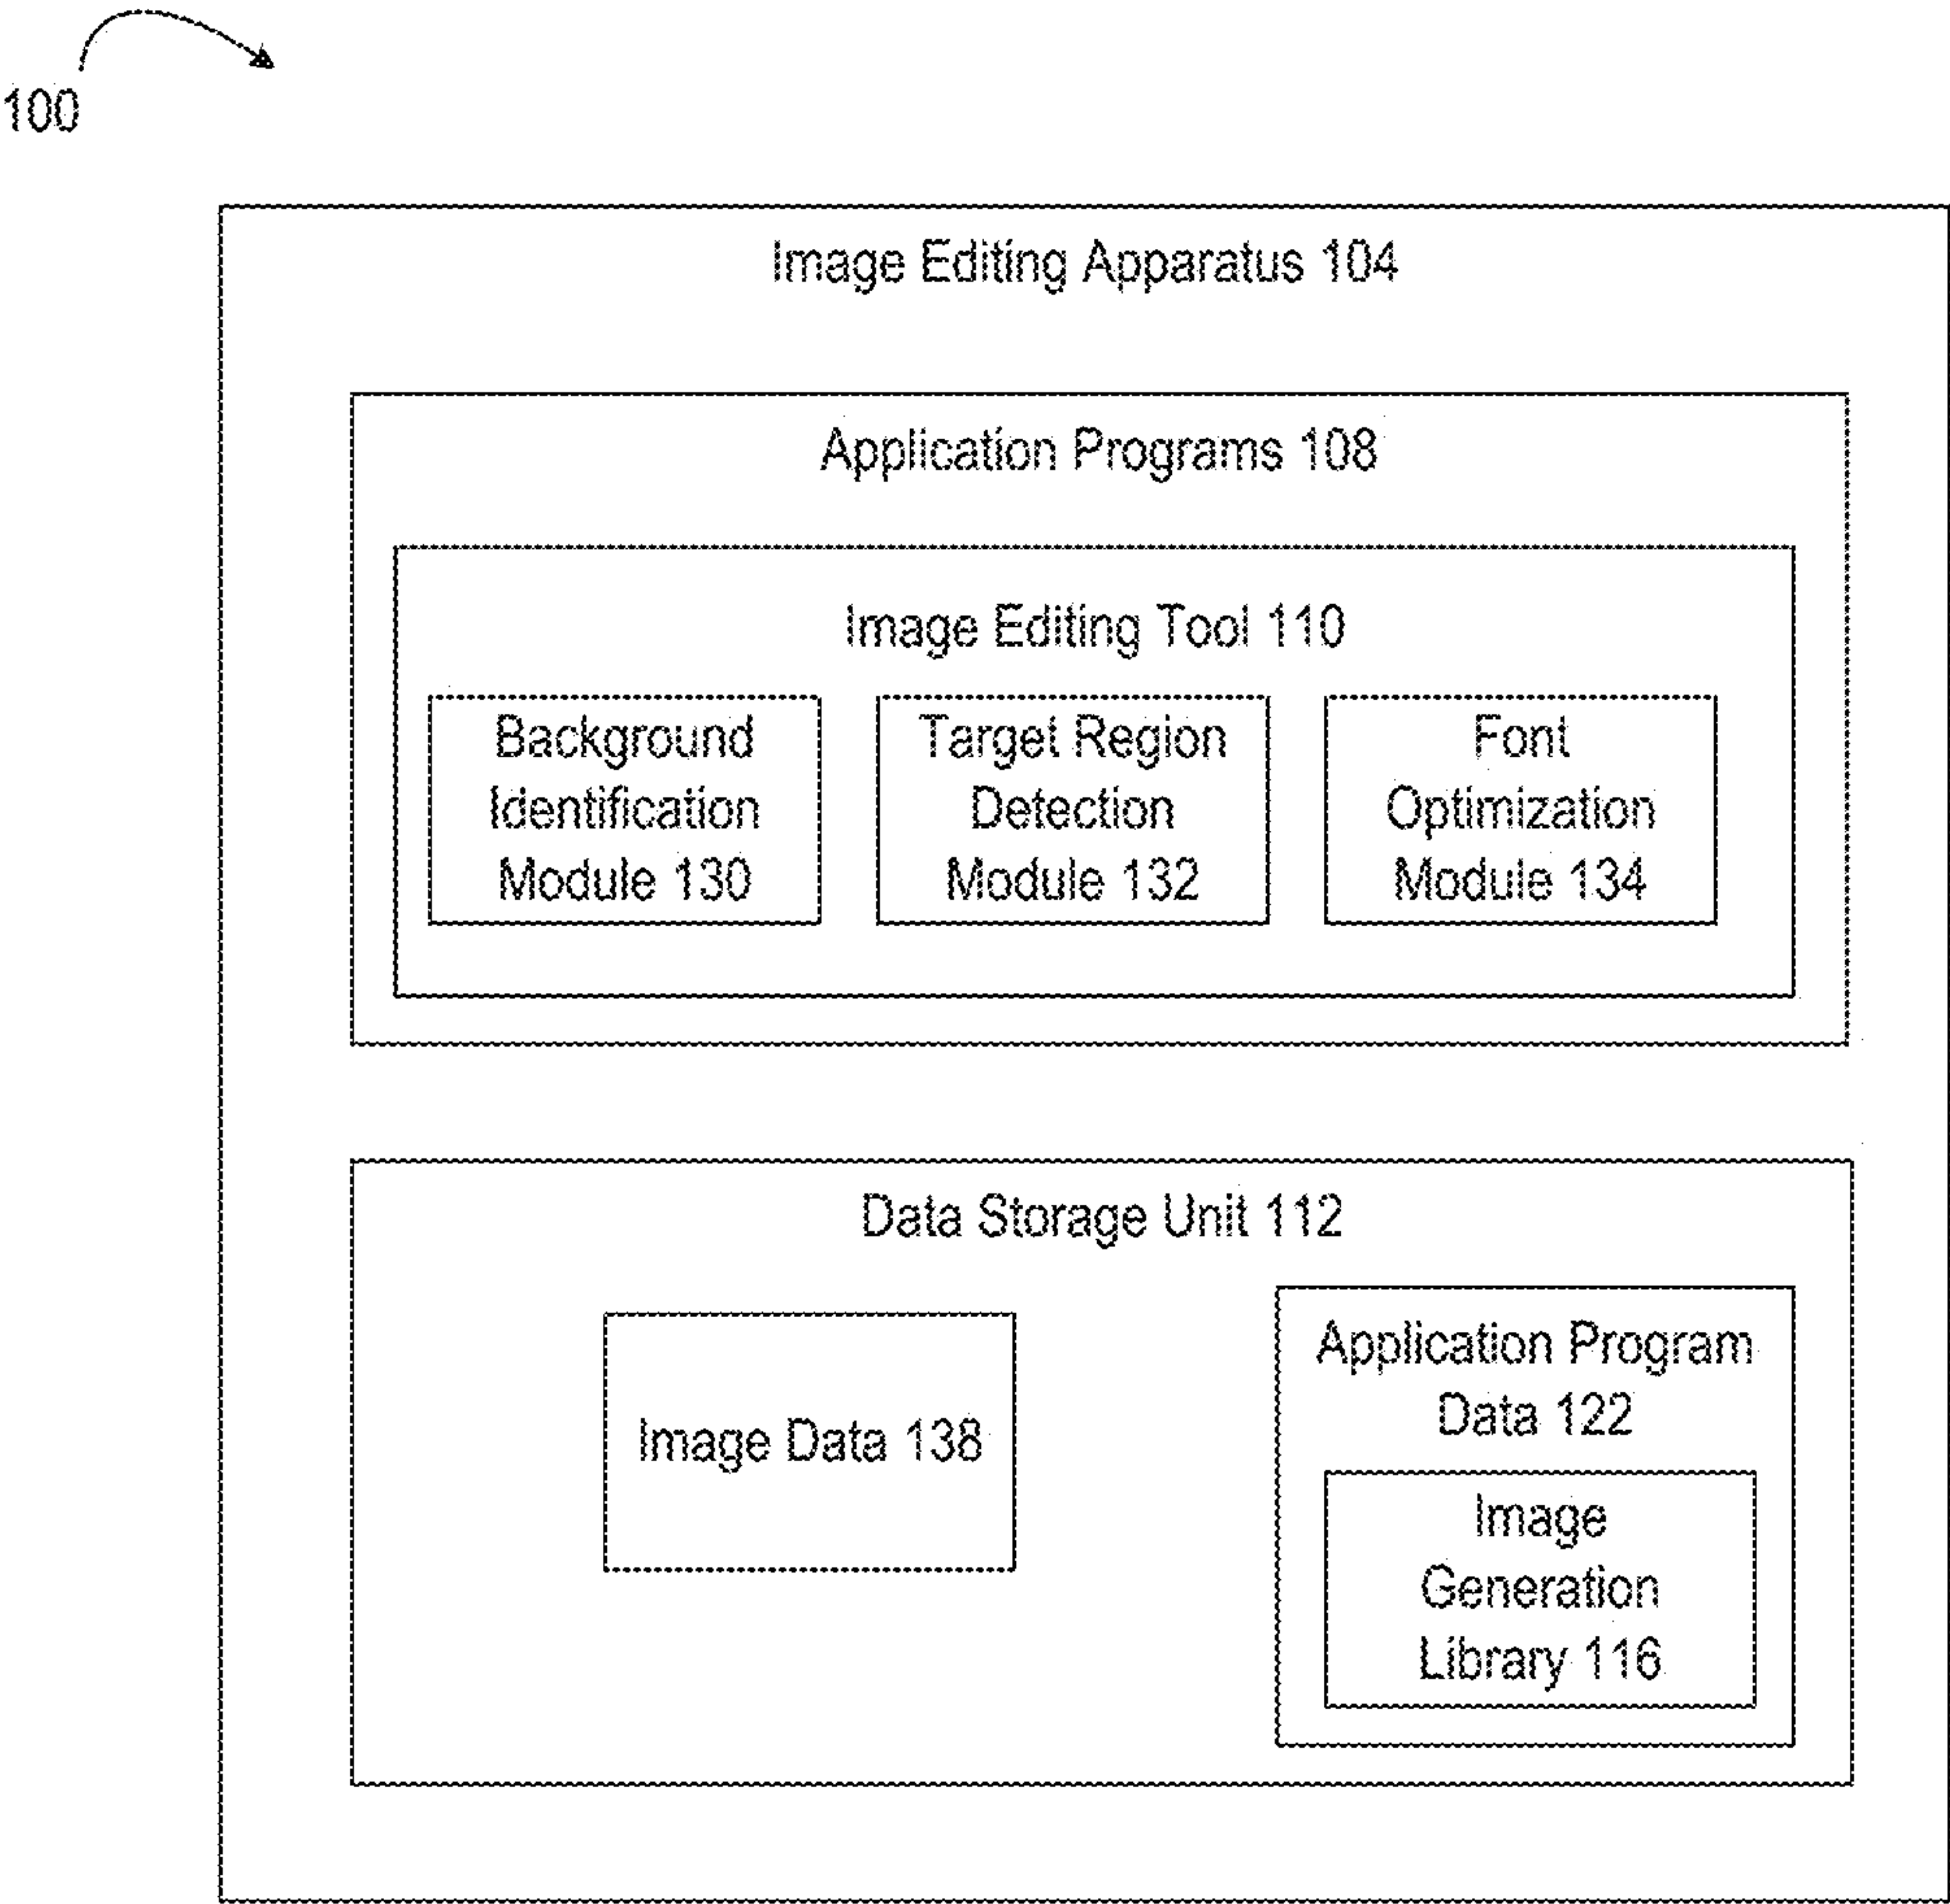 100
Image Editing Apparatus 104
Application Programs 108
Image Editing Tool 110
Background
Identification
Module 130
Target Region
Detection
Module 132
Font
Optimization
Module 134
Data Storage Unit 112
Image Data 138
Application Program
Data 122
Image
Generation
Library 116